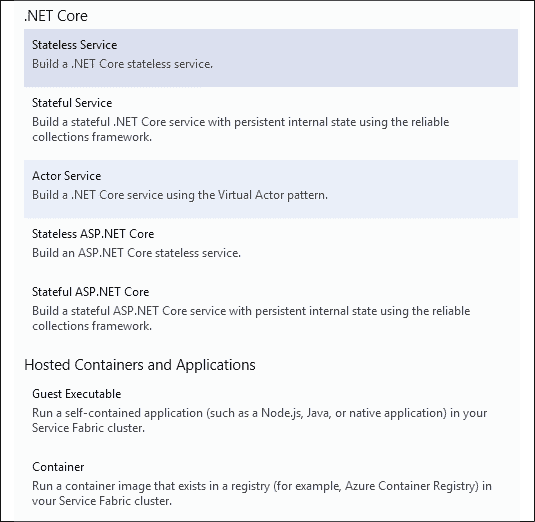 .NET Core
Stateless Service
Build a .NET Core stateless service.
Stateful Service
Build a stateful .NET Core service with persistent internal state using the reliable
collections framework.
Actor Service
Build a .NET Core service using the Virtual Actor pattern.
Stateless ASP.NET Core
Build an ASP.NET Core stateless service.
Stateful ASP.NET Core
Build a stateful ASP.NET Core service with persistent internal state using the reliable
collections framework.
Hosted Containers and Applications
Guest Executable
Run a self-contained application (such as a Node.js, Java, or native application) in your
Service Fabric cluster.
Container
Run a container image that exists in a registry (for example, Azure Container Registry) in
your Service Fabric cluster.